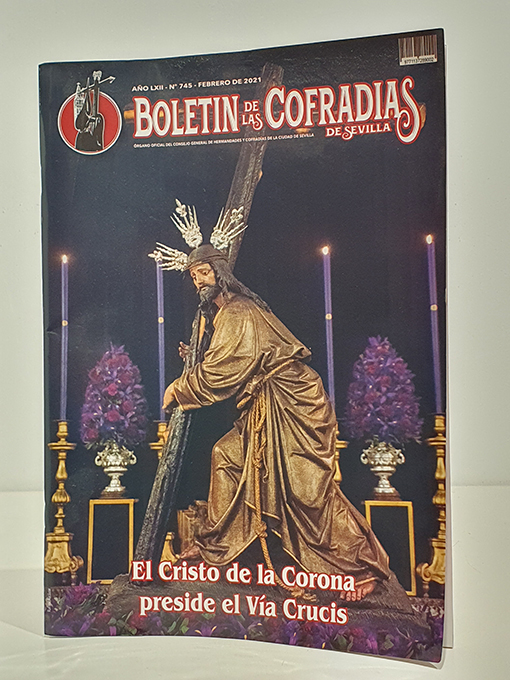 AÑO LXII - Nº 745 - FEBRERO DE 2021
BOLETIN DE LAS COFRADIAS
DE SEVILLA
ÓRGANO OFICIAL DEL CONSEJO GENERAL DE HERMANDADES Y COFRADÍAS DE LA CIUDAD DE SEVILLA
El Cristo de la Corona
preside el Vía Crucis